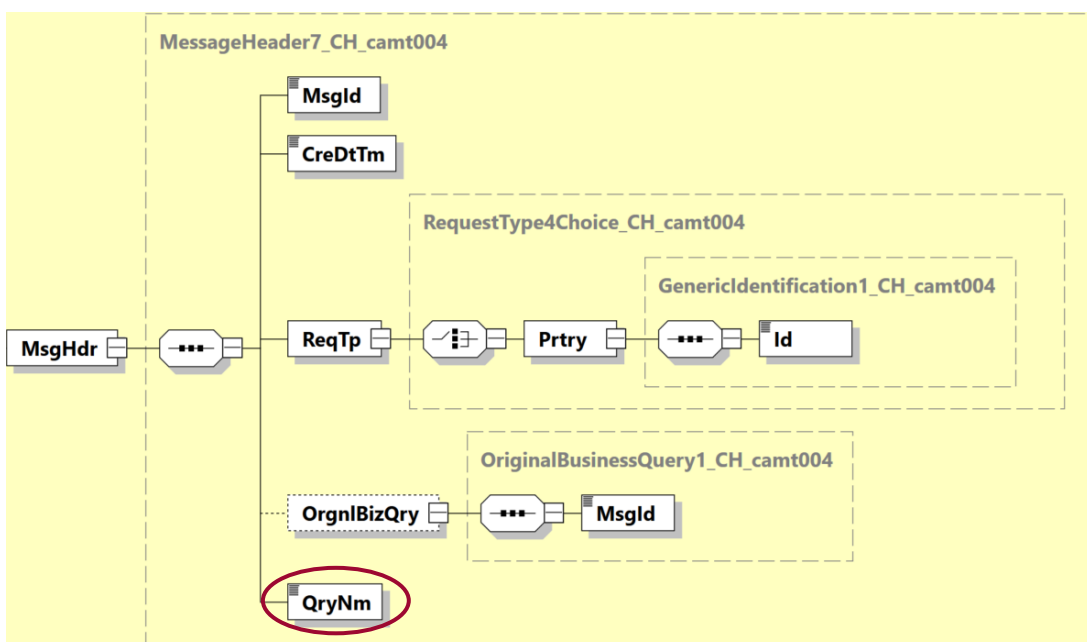 MessageHeader7_CH_camt004
MsgId
CreDtTm
RequestType4Choice_CH_camt004
GenericIdentification1_CH_camt004
MsgHdr
ReqTp
Prtry
Id
OriginalBusinessQuery1_CH_camt004
OrgnlBizQry
MsgId
QryNm